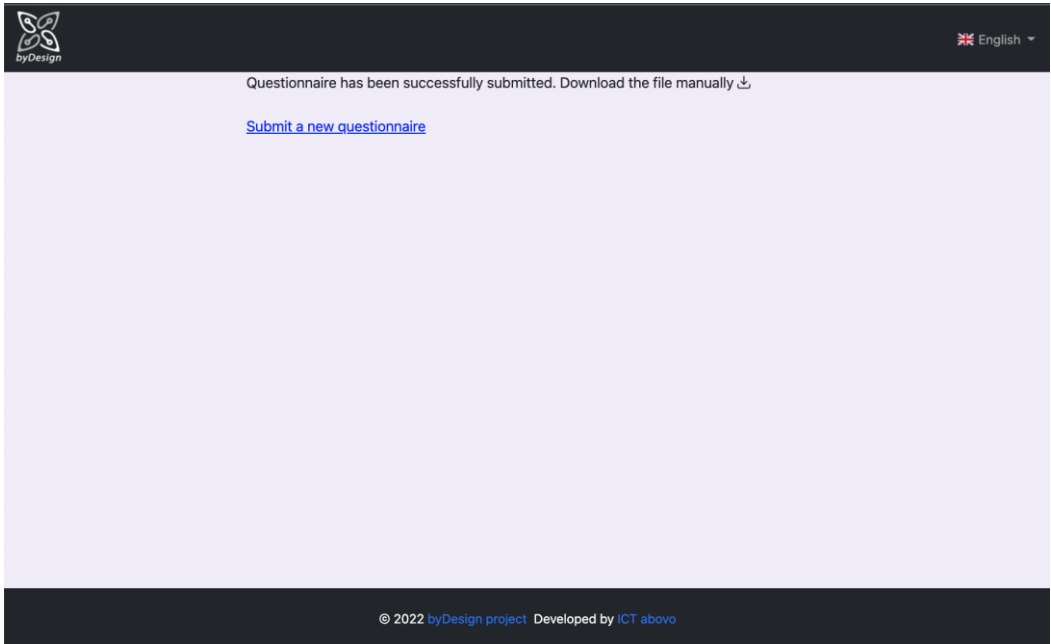 byDesign
English
Questionnaire has been successfully submitted. Download the file manually
Submit a new questionnaire
© 2022 byDesign project Developed by ICT abovo